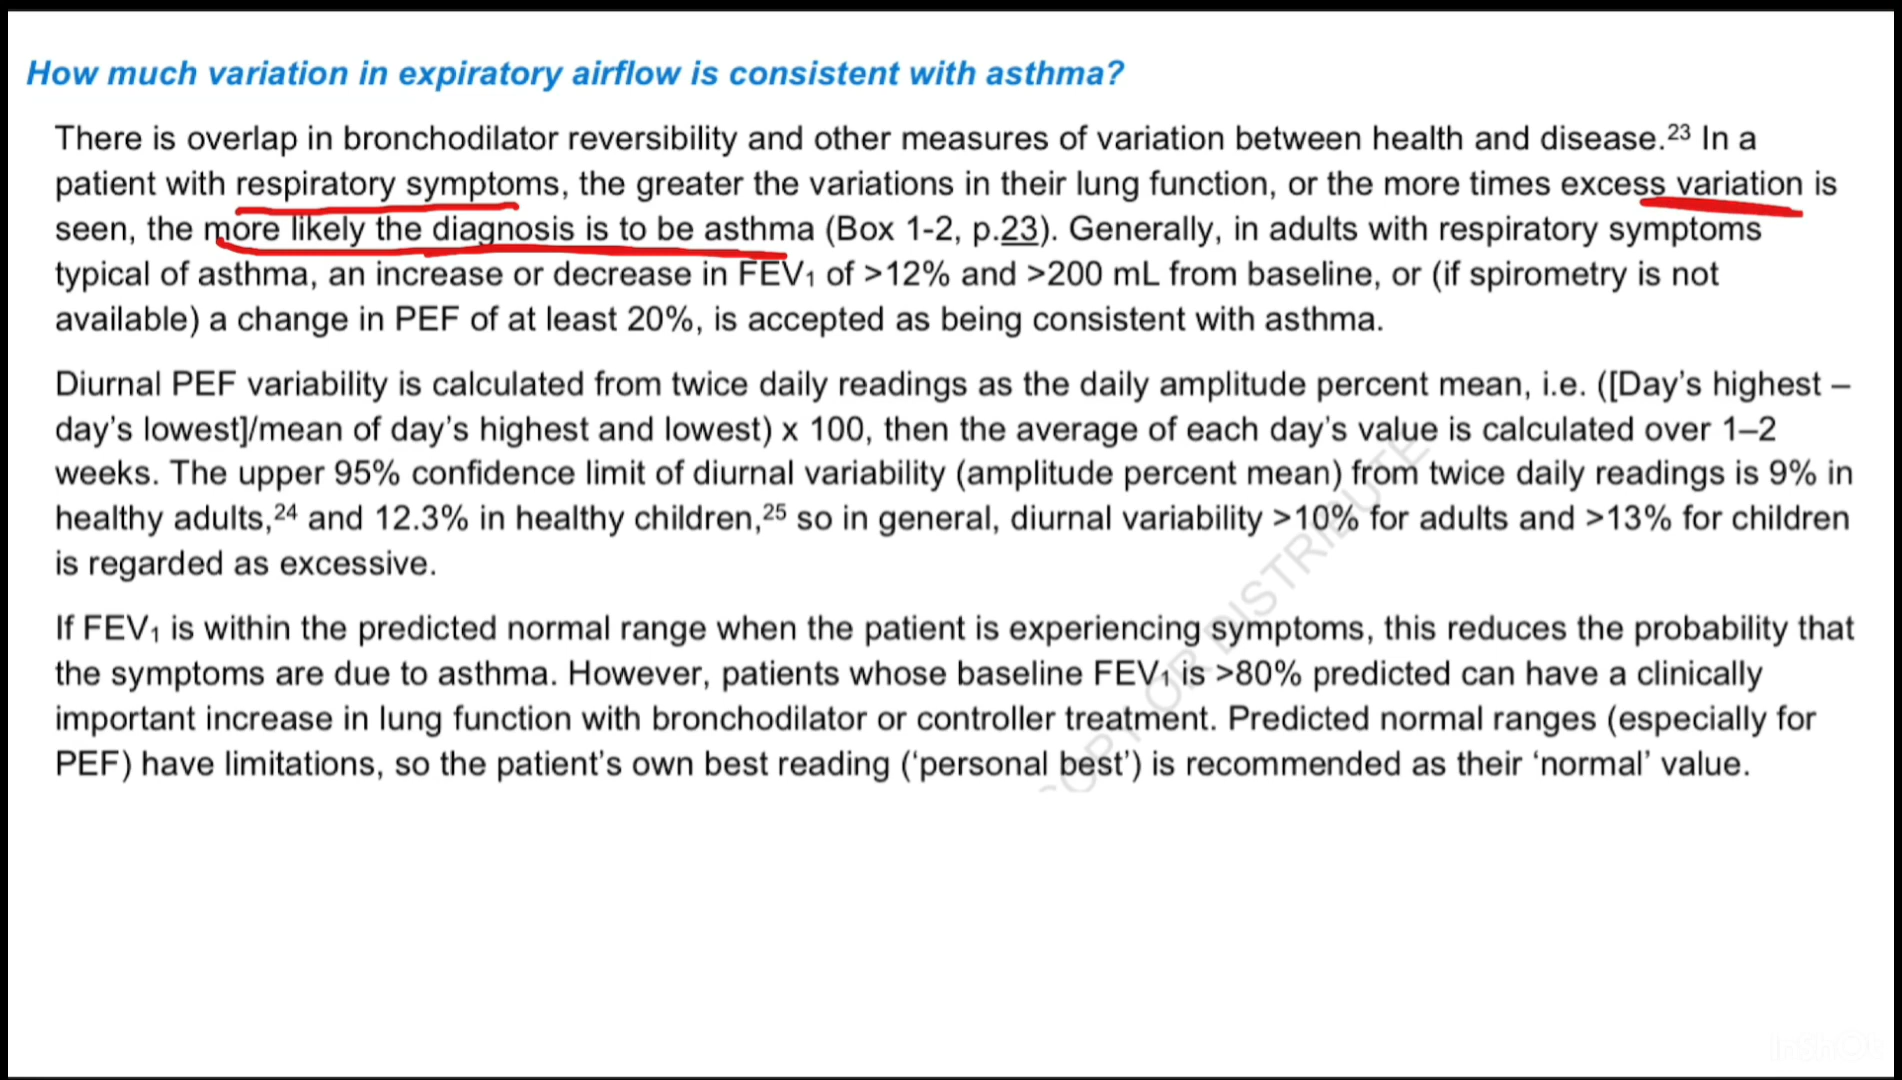 How much variation in expiratory airflow is consistent with asthma?
There is overlap in bronchodilator reversibility and other measures of variation between health and disease.²³ In a
patient with respiratory symptoms, the greater the variations in their lung function, or the more times excess variation is
seen, the more likely the diagnosis is to be asthma (Box 1-2, p.23). Generally, in adults with respiratory symptoms
typical of asthma, an increase or decrease in FEV₁ of >12% and >200 mL from baseline, or (if spirometry is not
available) a change in PEF of at least 20%, is accepted as being consistent with asthma.
Diurnal PEF variability is calculated from twice daily readings as the daily amplitude percent mean, i.e. ([Day’s highest –
day’s lowest]/mean of day’s highest and lowest) x 100, then the average of each day’s value is calculated over 1–2
weeks. The upper 95% confidence limit of diurnal variability (amplitude percent mean) from twice daily readings is 9% in
healthy adults,²⁴ and 12.3% in healthy children,²⁵ so in general, diurnal variability >10% for adults and >13% for children
is regarded as excessive.
If FEV₁ is within the predicted normal range when the patient is experiencing symptoms, this reduces the probability that
the symptoms are due to asthma. However, patients whose baseline FEV₁ is >80% predicted can have a clinically
important increase in lung function with bronchodilator or controller treatment. Predicted normal ranges (especially for
PEF) have limitations, so the patient’s own best reading (‘personal best’) is recommended as their ‘normal’ value.
OR DISTRIBUTE